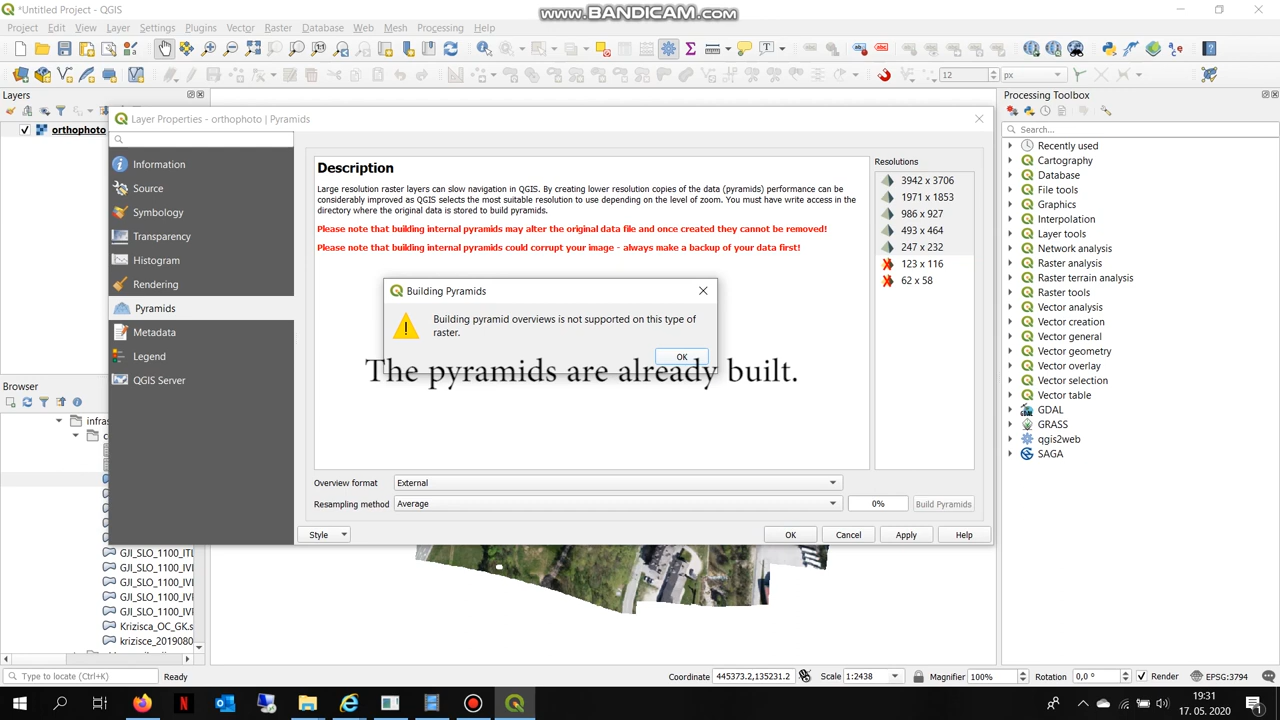 *Untitled Project - QGIS
www.BANDICAM.com
Project Edit View Layer Settings Plugins Vector Raster Database Web Mesh Processing Help
12 px
Layers
orthophoto
Layer Properties - orthophoto | Pyramids
Information
Source
Symbology
Transparency
Histogram
Rendering
Pyramids
Metadata
Legend
QGIS Server
Description
Large resolution raster layers can slow navigation in QGIS. By creating lower resolution copies of the data (pyramids) performance can be
considerably improved as QGIS selects the most suitable resolution to use depending on the level of zoom. You must have write access in the
directory where the original data is stored to build pyramids.
Please note that building internal pyramids may alter the original data file and once created they cannot be removed!
Please note that building internal pyramids could corrupt your image - always make a backup of your data first!
Resolutions
3942 x 3706
1971 x 1853
986 x 927
493 x 464
247 x 232
123 x 116
62 x 58
Building Pyramids
Building pyramid overviews is not supported on this type of
raster.
OK
The pyramids are already built.
Overview format External
Resampling method Average 0% Build Pyramids
Style OK Cancel Apply Help
Browser
infras
GJI_SLO_1100_ITL
GJI_SLO_1100_IVI
GJI_SLO_1100_IVI
GJI_SLO_1100_IVI
GJI_SLO_1100_IVI
Krizisca_OC_GK.s
krizisce_2019080
Processing Toolbox
Search...
Recently used
Cartography
Database
File tools
Graphics
Interpolation
Layer tools
Network analysis
Raster analysis
Raster terrain analysis
Raster tools
Vector analysis
Vector creation
Vector general
Vector geometry
Vector overlay
Vector selection
Vector table
GDAL
GRASS
qgis2web
SAGA
Type to locate (Ctrl+K) Ready Coordinate 445373.2,135231.2 Scale 1:2438 Magnifier 100% Rotation 0,0 ° Render EPSG:3794
19:31
17. 05. 2020